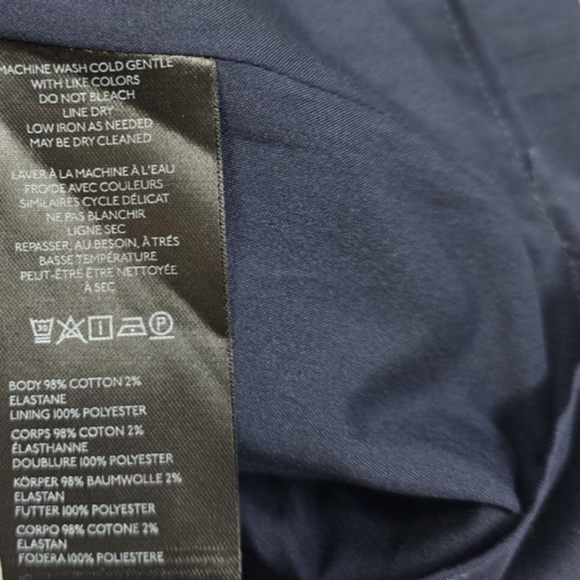 MACHINE WASH COLD GENTLE
WITH LIKE COLORS
DO NOT BLEACH
LINE DRY
LOW IRON AS NEEDED
MAY BE DRY CLEANED
LAVER À LA MACHINE À L'EAU
FROIDE AVEC COULEURS
SIMILAIRES CYCLE DÉLICAT
NE PAS BLANCHIR
LIGNE SEC
REPASSER, AU BESOIN, À TRÉS
BASSE TEMPÉRATURE
PEUT-ÊTRE ÊTRE NETTOYÉE
À SEC
30 P
BODY 98% COTTON 2%
ELASTANE
LINING 100% POLYESTER
CORPS 98% COTON 2%
ÉLASTHANNE
DOUBLURE 100% POLYESTER
KÖRPER 98% BAUMWOLLE 2%
ELASTAN
FUTTER 100% POLYESTER
CORPO 98% COTONE 2%
ELASTAN
FODERA 100% POLIESTERE